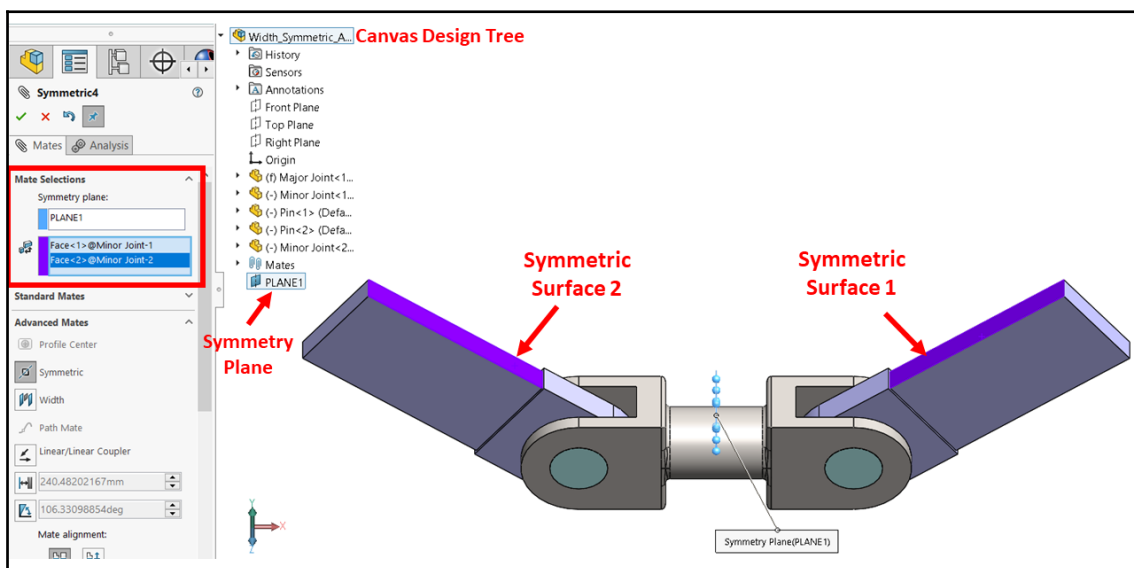 Symmetric4
Mates
Analysis
Mate Selections
Symmetry plane:
PLANE1
Face<1>@Minor Joint-1
Face<2>@Minor Joint-2
Standard Mates
Advanced Mates
Profile Center
Symmetric
Width
Path Mate
Linear/Linear Coupler
240.48202167mm
106.33098854deg
Mate alignment:
Width_Symmetric_A... Canvas Design Tree
History
Sensors
Annotations
Front Plane
Top Plane
Right Plane
Origin
(f) Major Joint<1...
(-) Minor Joint<1...
(-) Pin<1> (Defa...
(-) Pin<2> (Defa...
(-) Minor Joint<2...
Mates
PLANE1
Symmetry
Plane
Symmetric
Surface 2
Symmetric
Surface 1
Symmetry Plane(PLANE1)
Y
X
Z